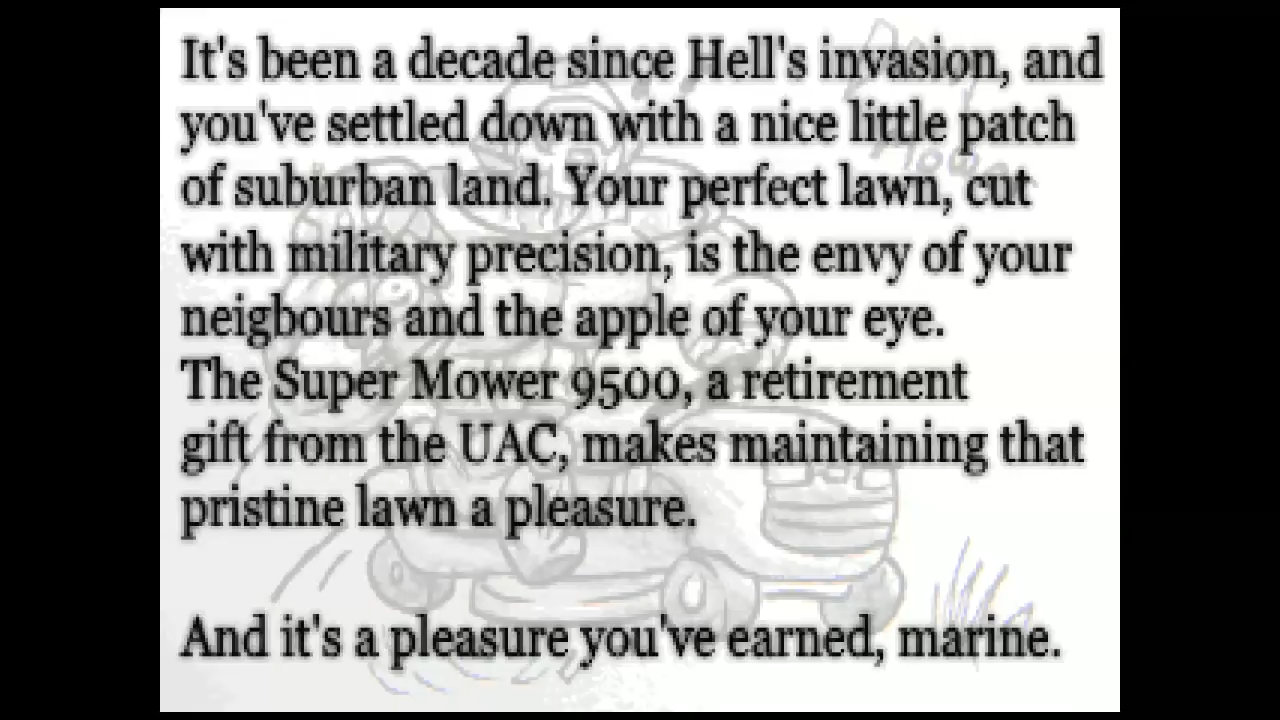 It's been a decade since Hell's invasion, and
you've settled down with a nice little patch
of suburban land. Your perfect lawn, cut
with military precision, is the envy of your
neigbours and the apple of your eye.
The Super Mower 9500, a retirement
gift from the UAC, makes maintaining that
pristine lawn a pleasure.
And it's a pleasure you've earned, marine.